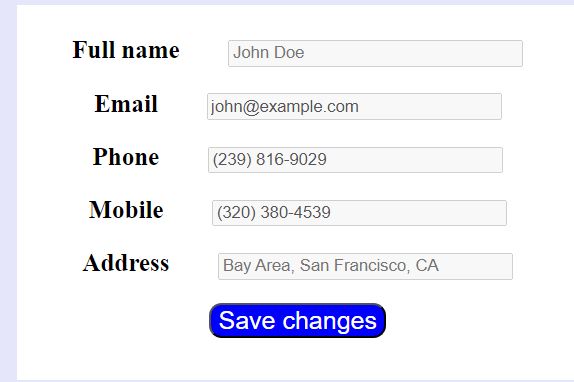 Full name John Doe
Email john@example.com
Phone (239) 816-9029
Mobile (320) 380-4539
Address Bay Area, San Francisco, CA
Save changes